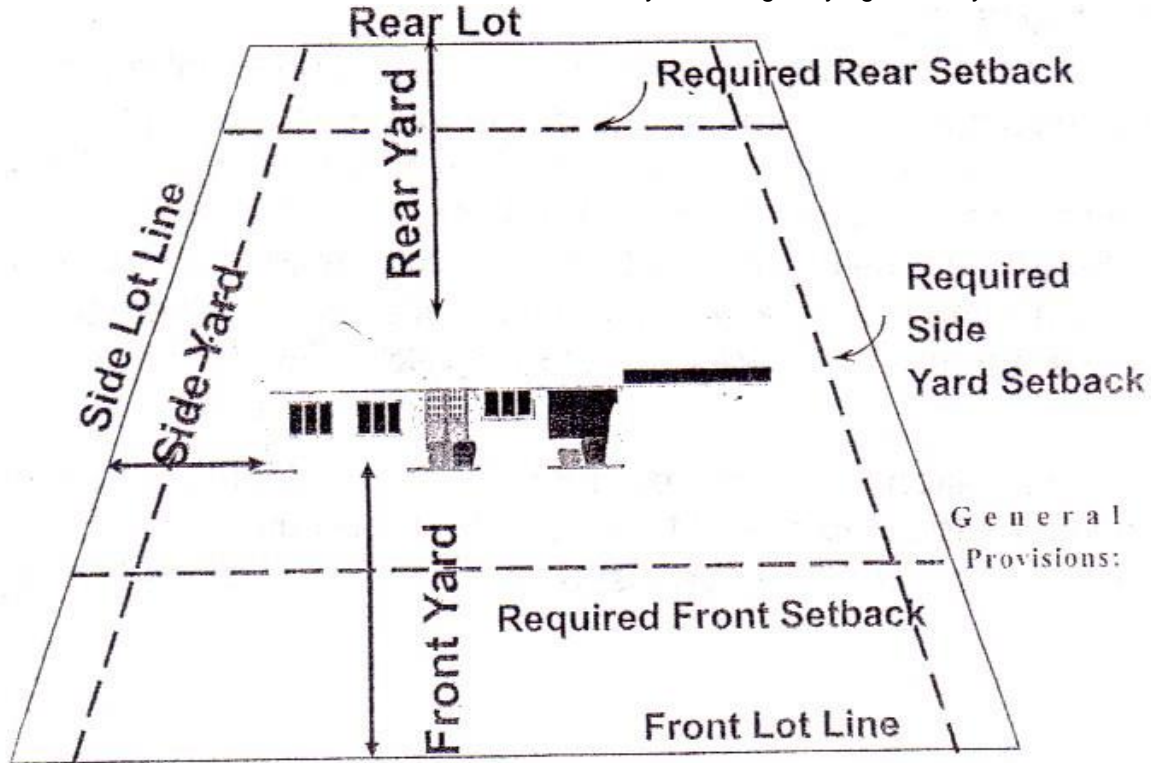 Rear Lot
Required Rear Setback
Rear Yard
Side Lot Line
Side Yard
Required
Side
Yard Setback
General
Provisions:
Front Yard
Required Front Setback
Front Lot Line